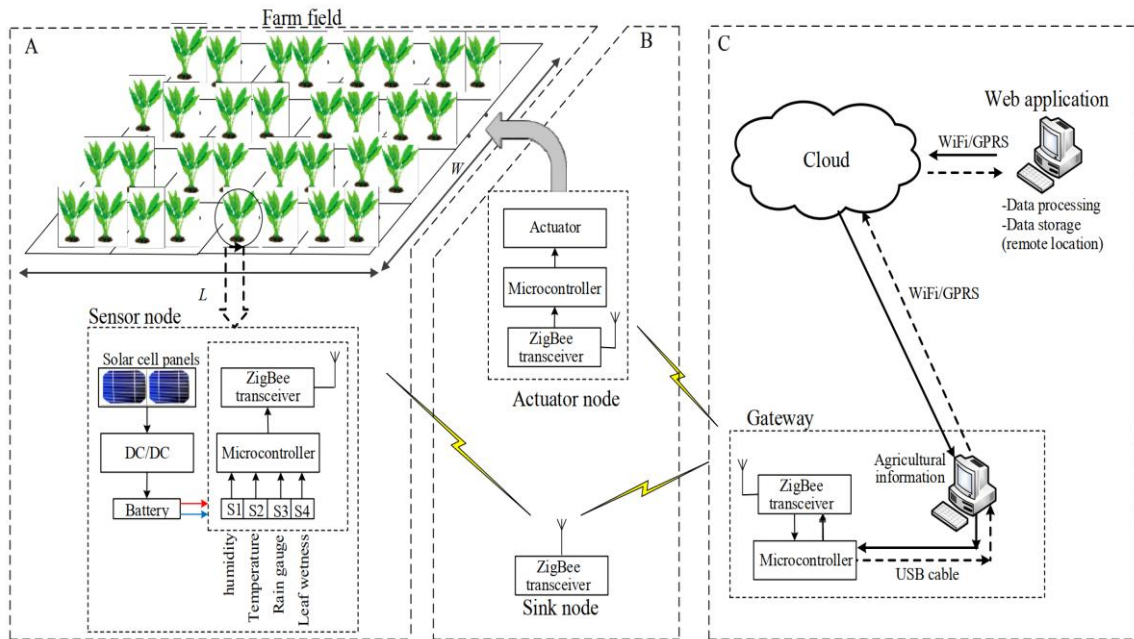 Farm field
A
W
L
Sensor node
Solar cell panels
DC/DC
Battery
ZigBee
transceiver
Microcontroller
S1 S2 S3 S4
humidity
Temperature
Rain gauge
Leaf wetness
B
Actuator
Microcontroller
ZigBee
transceiver
Actuator node
ZigBee
transceiver
Sink node
C
Cloud
Web application
WiFi/GPRS
-Data processing
-Data storage
(remote location)
WiFi/GPRS
Gateway
Agricultural
information
ZigBee
transceiver
Microcontroller
USB cable